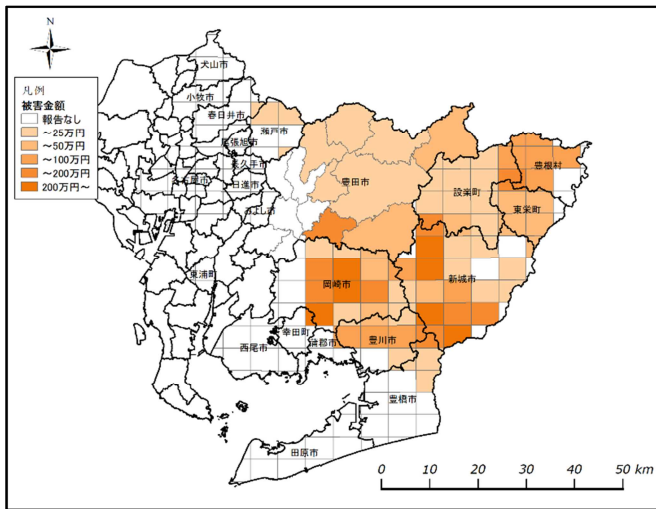 N
凡例
被害金額
報告なし
～25万円
～50万円
～100万円
～200万円
200万円～
犬山市
小牧市
春日井市
瀬戸市
尾張旭市
長久手市
名古屋市
日進市
みよし市
豊田市
豊根村
設楽町
東栄町
東浦町
岡崎市
新城市
幸田町
西尾市
蒲郡市
豊川市
豊橋市
田原市
0 10 20 30 40 50 km